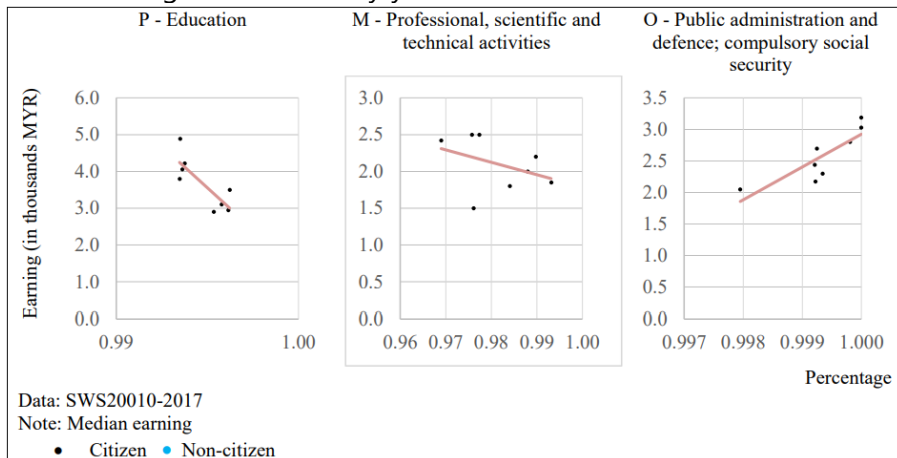 P - Education
M - Professional, scientific and
technical activities
O - Public administration and
defence; compulsory social
security
Earning (in thousands MYR)
6.0
5.0
4.0
3.0
2.0
1.0
0.0
0.99
1.00
3.0
2.5
2.0
1.5
1.0
0.5
0.0
0.96
0.97
0.98
0.99
1.00
3.5
3.0
2.5
2.0
1.5
1.0
0.5
0.0
0.997
0.998
0.999
1.000
Percentage
Data: SWS20010-2017
Note: Median earning
Citizen
Non-citizen